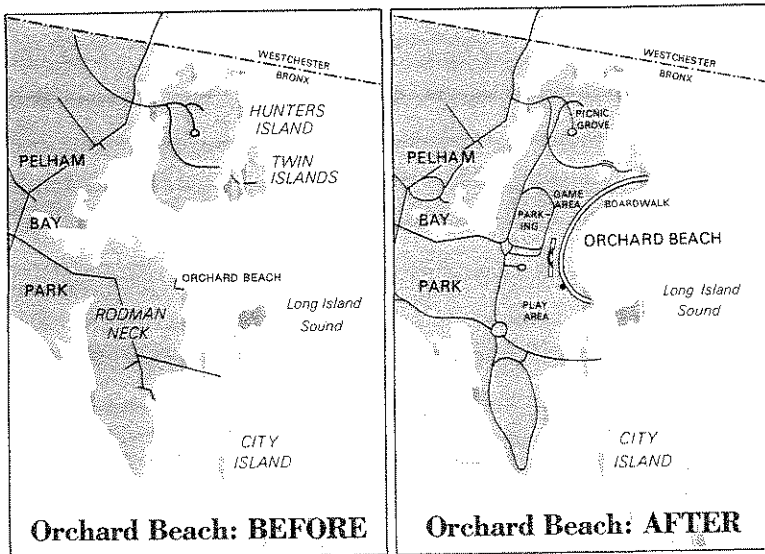 WESTCHESTER
BRONX
HUNTERS
ISLAND
TWIN
ISLANDS
PELHAM
BAY
PARK
ORCHARD BEACH
RODMAN
NECK
Long Island
Sound
CITY
ISLAND
Orchard Beach: BEFORE
WESTCHESTER
BRONX
PICNIC
GROVE
PELHAM
GAME
AREA
PARK-
ING
BOARDWALK
BAY
ORCHARD BEACH
PARK
PLAY
AREA
Long Island
Sound
CITY
ISLAND
Orchard Beach: AFTER